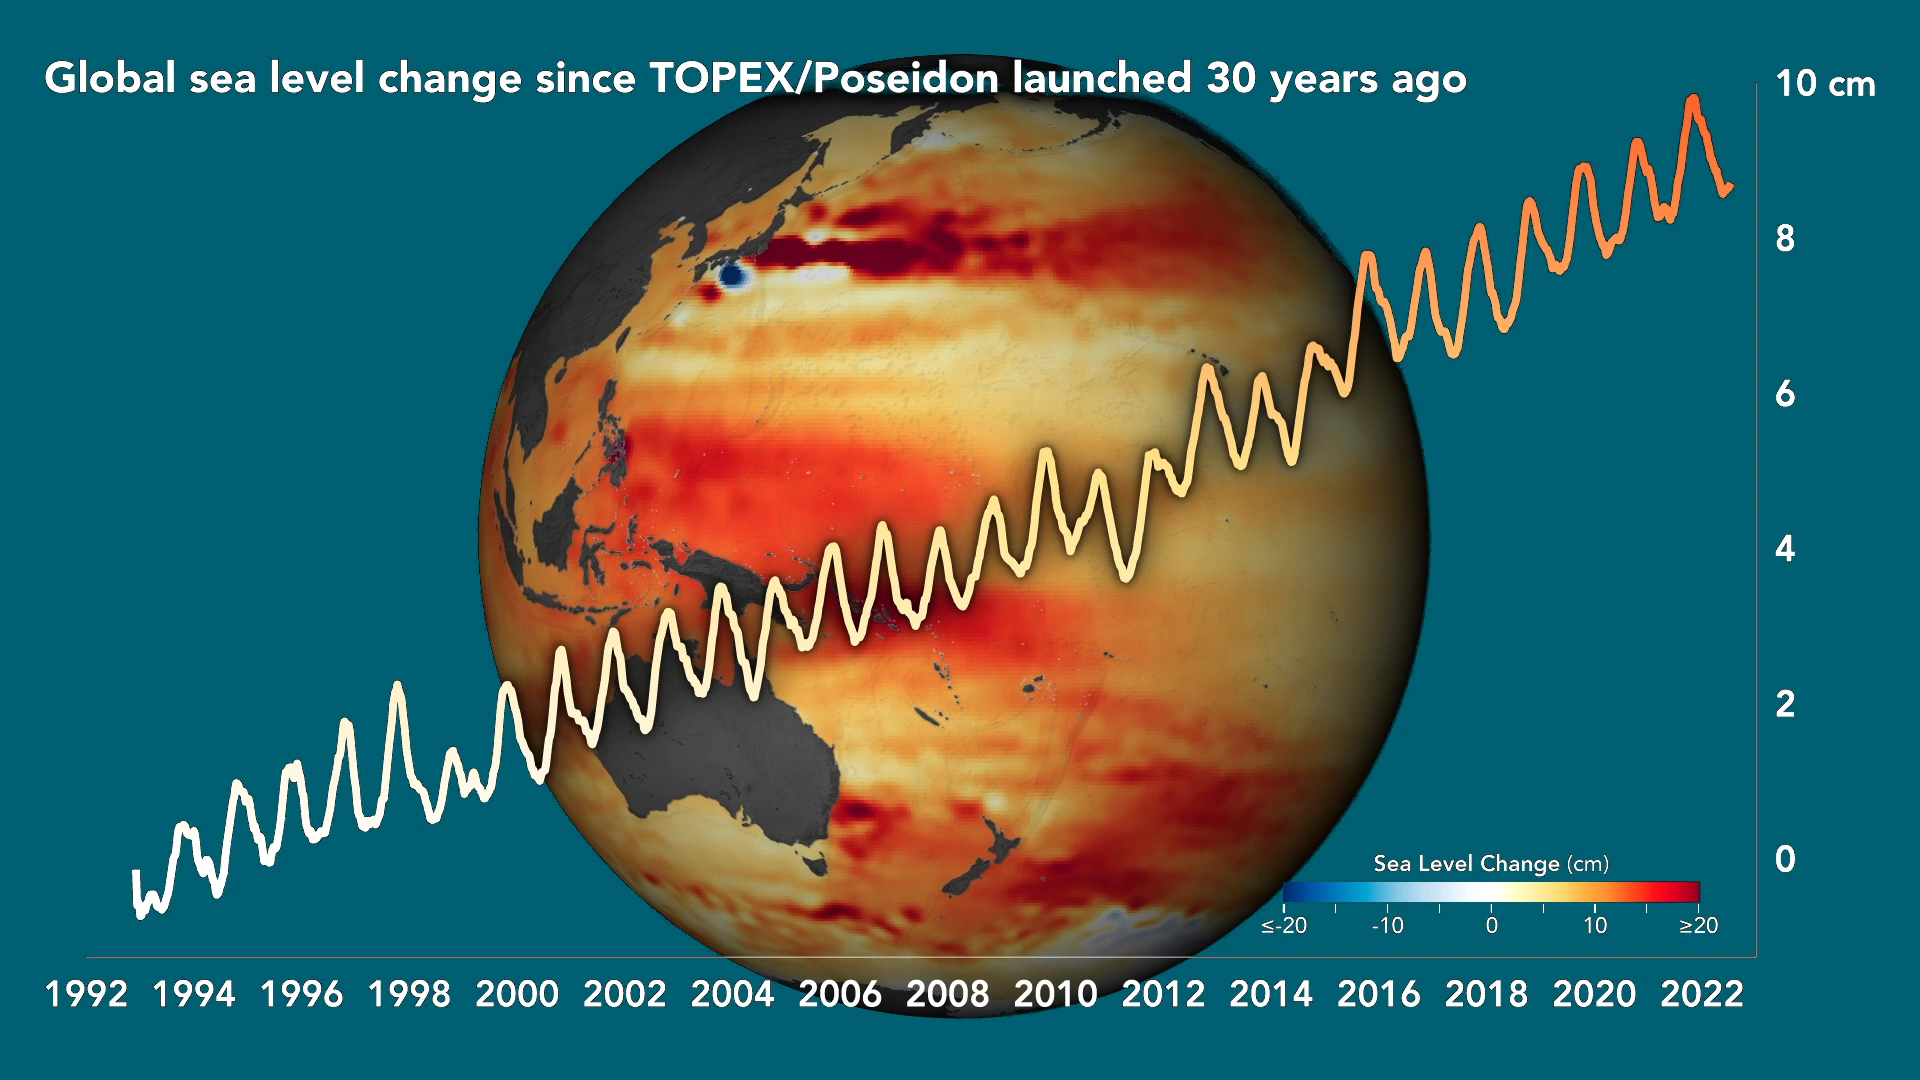 Global sea level change since TOPEX/Poseidon launched 30 years ago
10 cm
8
6
4
2
0
Sea Level Change (cm)
≤-20 -10 0 10 ≥20
1992 1994 1996 1998 2000 2002 2004 2006 2008 2010 2012 2014 2016 2018 2020 2022